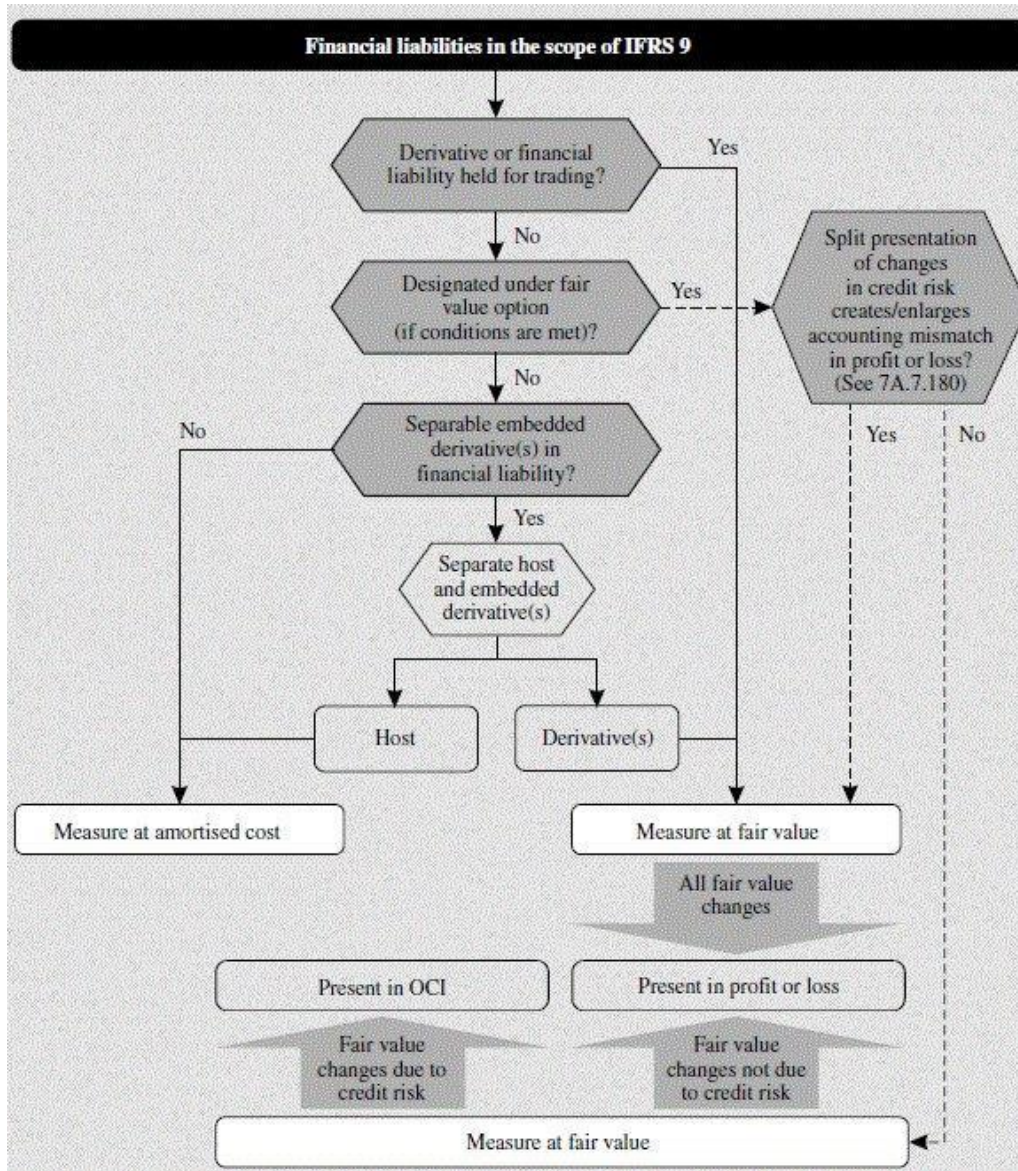 Financial liabilities in the scope of IFRS 9
Derivative or financial
liability held for trading?
Yes
No
Designated under fair
value option
(if conditions are met)?
Yes
Split presentation
of changes
in credit risk
creates/enlarges
accounting mismatch
in profit or loss?
(See 7A.7.180)
No
Yes
No
No
Separable embedded
derivative(s) in
financial liability?
Yes
Separate host
and embedded
derivative(s)
Host
Derivative(s)
Measure at amortised cost
Measure at fair value
All fair value
changes
Present in OCI
Present in profit or loss
Fair value
changes due to
credit risk
Fair value
changes not due
to credit risk
Measure at fair value